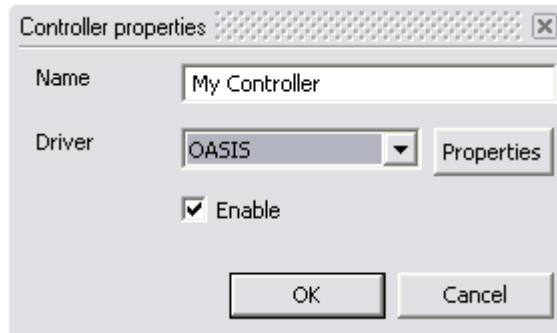 Controller properties
Name My Controller
Driver OASIS Properties
Enable
OK Cancel